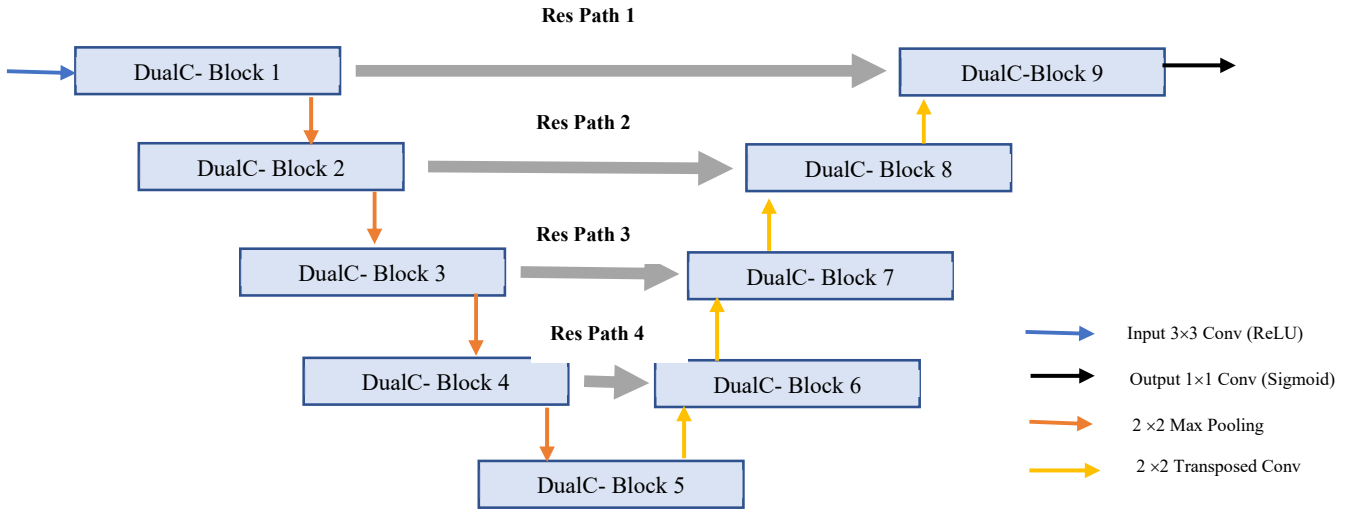 Res Path 1
DualC- Block 1
DualC-Block 9
Res Path 2
DualC- Block 2
DualC- Block 8
Res Path 3
DualC- Block 3
DualC- Block 7
Res Path 4
DualC- Block 4
DualC- Block 6
DualC- Block 5
Input 3×3 Conv (ReLU)
Output 1×1 Conv (Sigmoid)
2 ×2 Max Pooling
2 ×2 Transposed Conv